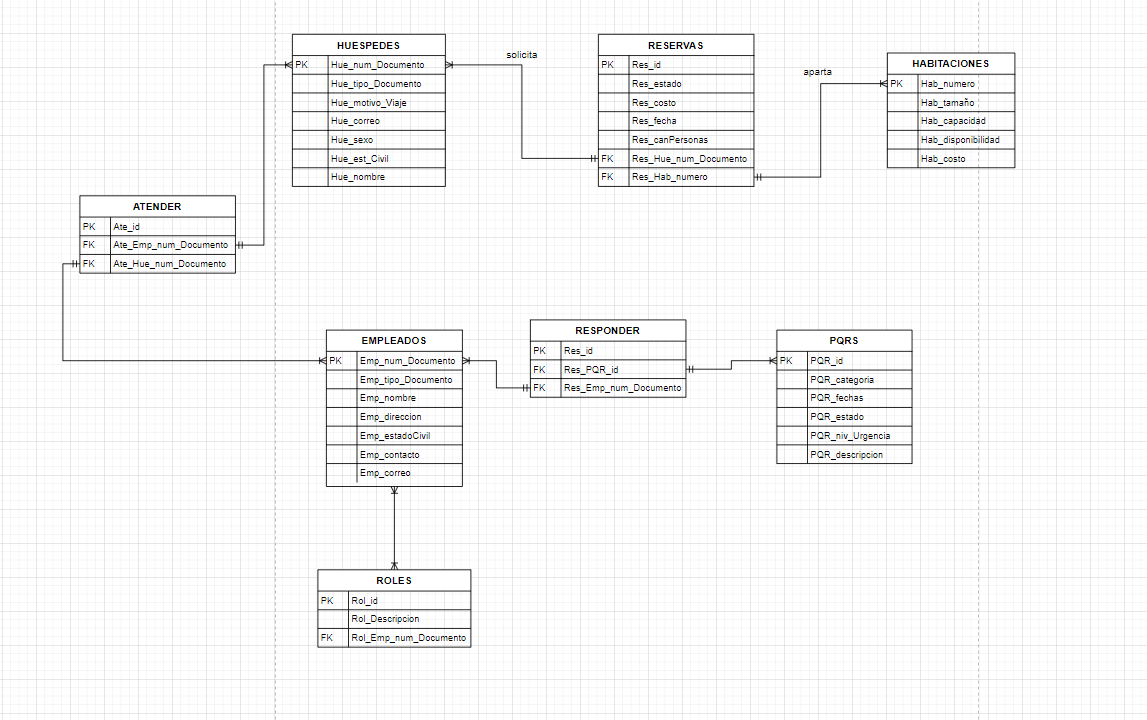 HUESPEDES
PK Hue_num_Documento
Hue_tipo_Documento
Hue_motivo_Viaje
Hue_correo
Hue_sexo
Hue_est_Civil
Hue_nombre
solicita
RESERVAS
PK Res_id
Res_estado
Res_costo
Res_fecha
Res_canPersonas
FK Res_Hue_num_Documento
FK Res_Hab_numero
aparta
HABITACIONES
PK Hab_numero
Hab_tamaño
Hab_capacidad
Hab_disponibilidad
Hab_costo
ATENDER
PK Ate_id
FK Ate_Emp_num_Documento
FK Ate_Hue_num_Documento
EMPLEADOS
PK Emp_num_Documento
Emp_tipo_Documento
Emp_nombre
Emp_direccion
Emp_estadoCivil
Emp_contacto
Emp_correo
RESPONDER
PK Res_id
FK Res_PQR_id
FK Res_Emp_num_Documento
PQRS
PK PQR_id
PQR_categoria
PQR_fechas
PQR_estado
PQR_niv_Urgencia
PQR_descripcion
ROLES
PK Rol_id
Rol_Descripcion
FK Rol_Emp_num_Documento